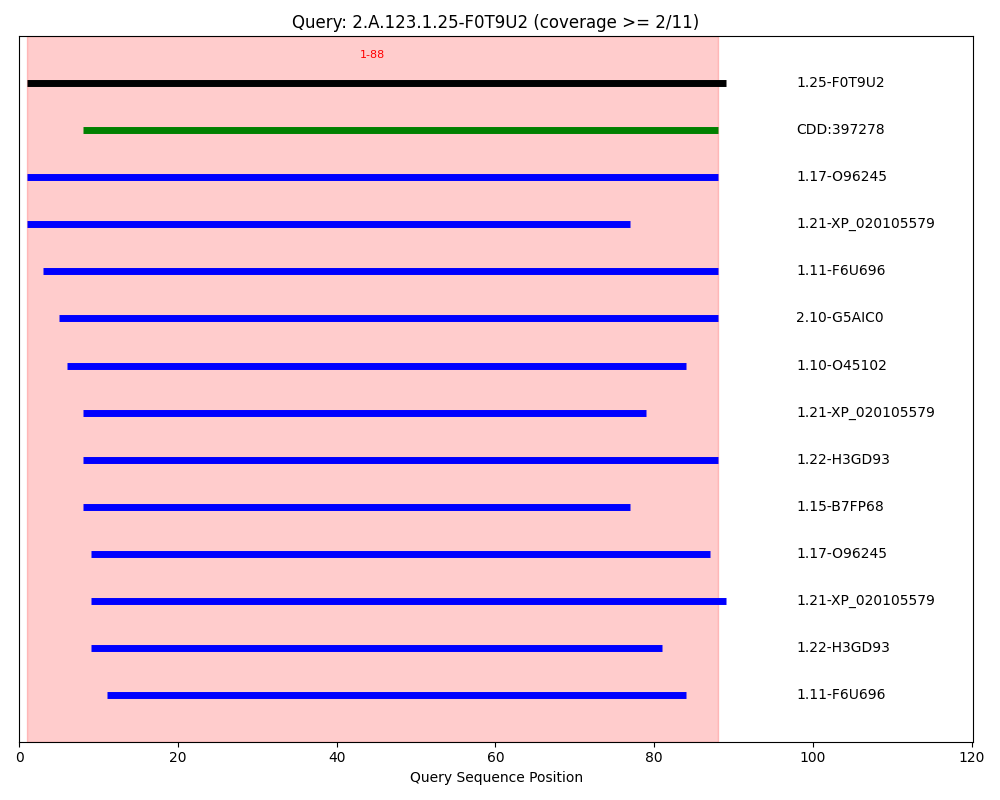 Query: 2.A.123.1.25-F0T9U2 (coverage >= 2/11)
1-88
1.25-F0T9U2
CDD:397278
1.17-O96245
1.21-XP_020105579
1.11-F6U696
2.10-G5AIC0
1.10-O45102
1.21-XP_020105579
1.22-H3GD93
1.15-B7FP68
1.17-O96245
1.21-XP_020105579
1.22-H3GD93
1.11-F6U696
0 20 40 60 80 100 120
Query Sequence Position